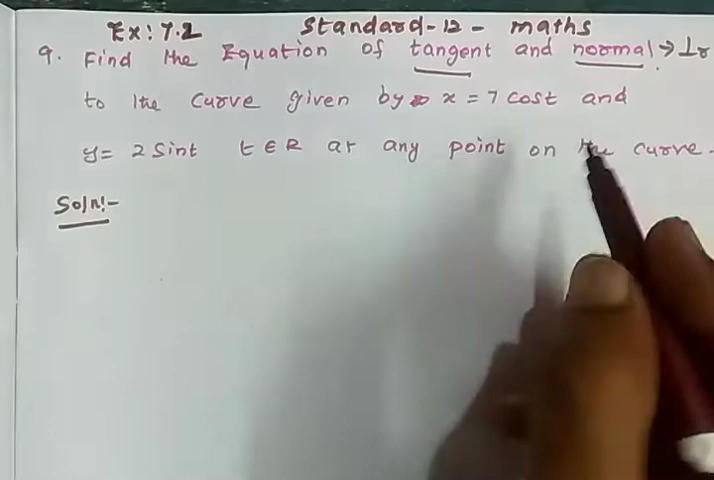 Ex: 7.2 Standard-12- maths
9. Find the Equation of tangent and normal → ⊥r
to the curve given by x = 7 cost and
y = 2 Sint t ∈ R at any point on the curve.
Soln:-